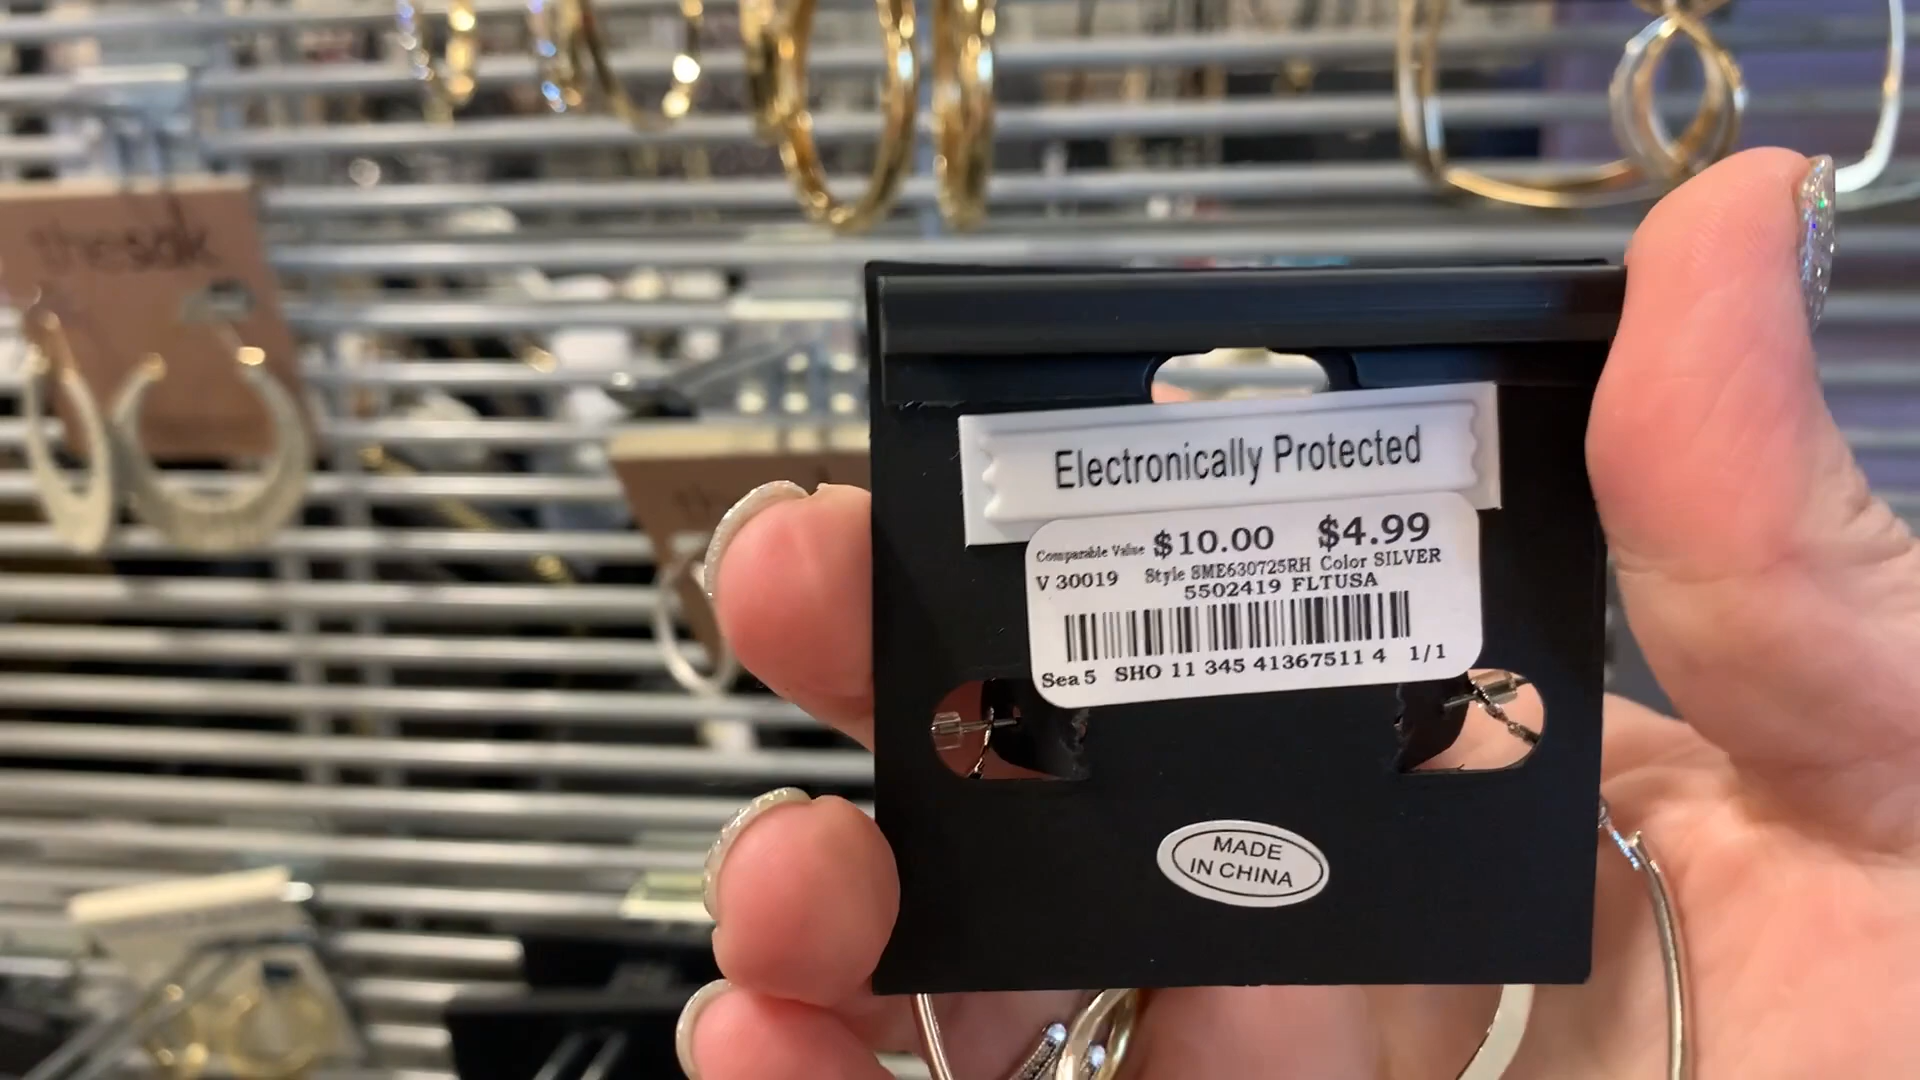 thesak
Electronically Protected
Comparable Value $10.00 $4.99
V 30019 Style SME630725RH Color SILVER
5502419 FLTUSA
Sea 5 SHO 11 345 41367511 4 1/1
MADE
IN CHINA